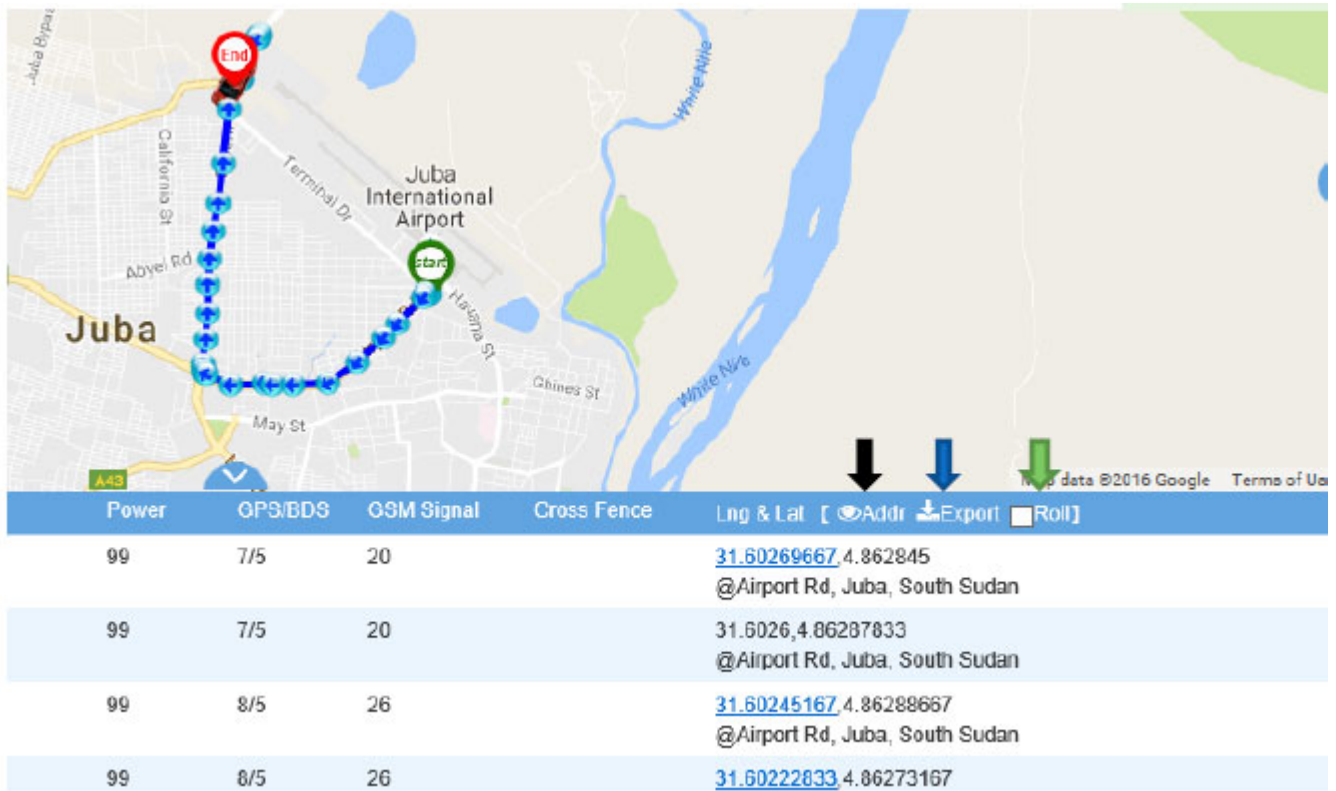 Juba Bypas
End
California St
Terminal Dr
Juba
International
Airport
White Nile
Abyei Rd
start
Havana St
Juba
Ghines St
White Nile
May St
A43
data ©2016 Google Terms of Use
Power GPS/BDS GSM Signal Cross Fence Lng & Lat [ Addr Export Roll]
99 7/5 20 31.60269667,4.862845
@Airport Rd, Juba, South Sudan
99 7/5 20 31.6026,4.86287833
@Airport Rd, Juba, South Sudan
99 8/5 26 31.60245167,4.86288667
@Airport Rd, Juba, South Sudan
99 8/5 26 31.60222833,4.86273167